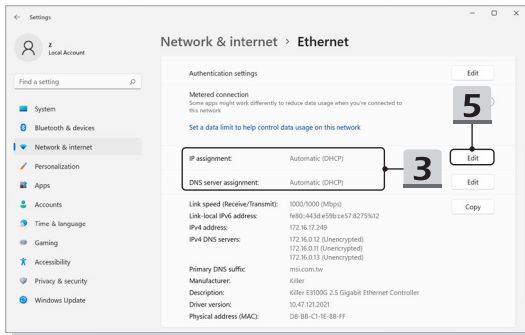 Settings
Z
Local Account
Find a setting
System
Bluetooth & devices
Network & internet
Personalization
Apps
Accounts
Time & language
Gaming
Accessibility
Privacy & security
Windows Update
Network & internet > Ethernet
Authentication settings Edit
Metered connection
Some apps might work differently to reduce data usage when you're connected to
this network
5
Set a data limit to help control data usage on this network
IP assignment: Automatic (DHCP) Edit
3
DNS server assignment: Automatic (DHCP) Edit
Link speed (Receive/Transmit): 1000/1000 (Mbps) Copy
Link-local IPv6 address: fe80::443d:e59b:ce57:8275%12
IPv4 address: 172.16.17.249
IPv4 DNS servers: 172.16.0.12 (Unencrypted)
172.16.0.11 (Unencrypted)
172.16.0.13 (Unencrypted)
Primary DNS suffix: msi.com.tw
Manufacturer: Killer
Description: Killer E3100G 2.5 Gigabit Ethernet Controller
Driver version: 10.47.121.2021
Physical address (MAC): D8-BB-C1-1E-8B-FF